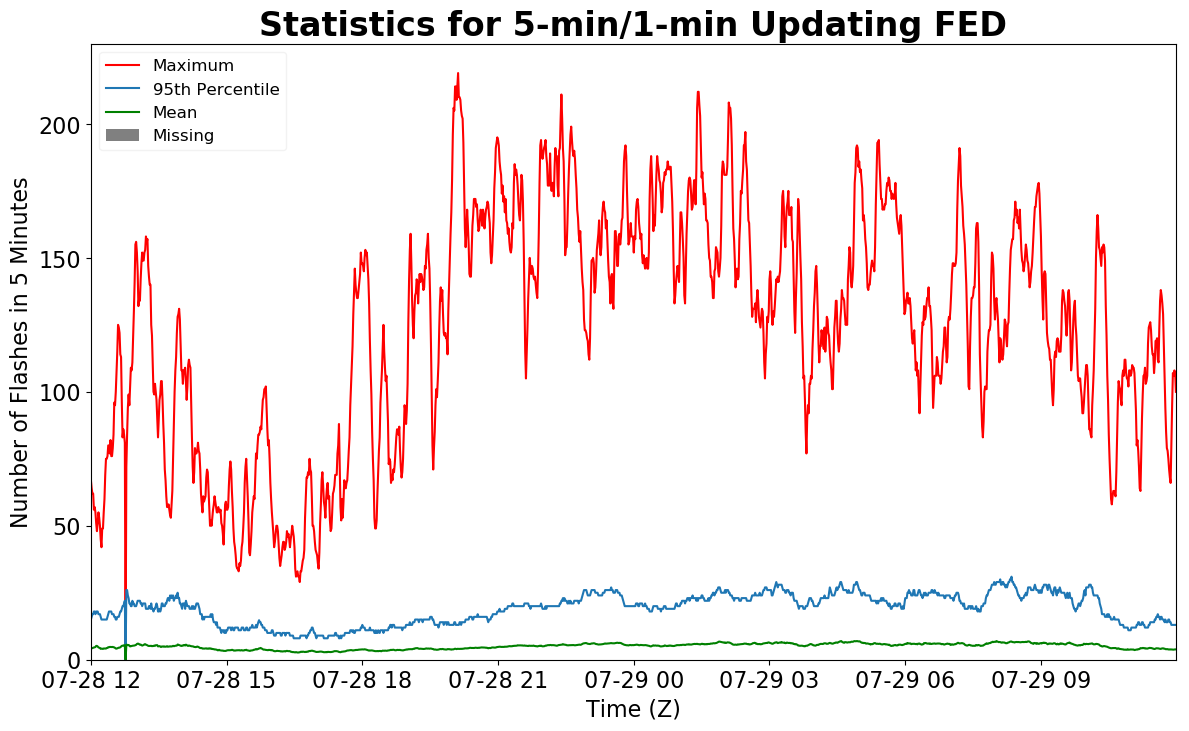 Statistics for 5-min/1-min Updating FED
Maximum
95th Percentile
Mean
Missing
Number of Flashes in 5 Minutes
200
150
100
50
0
07-28 12 07-28 15 07-28 18 07-28 21 07-29 00 07-29 03 07-29 06 07-29 09
Time (Z)